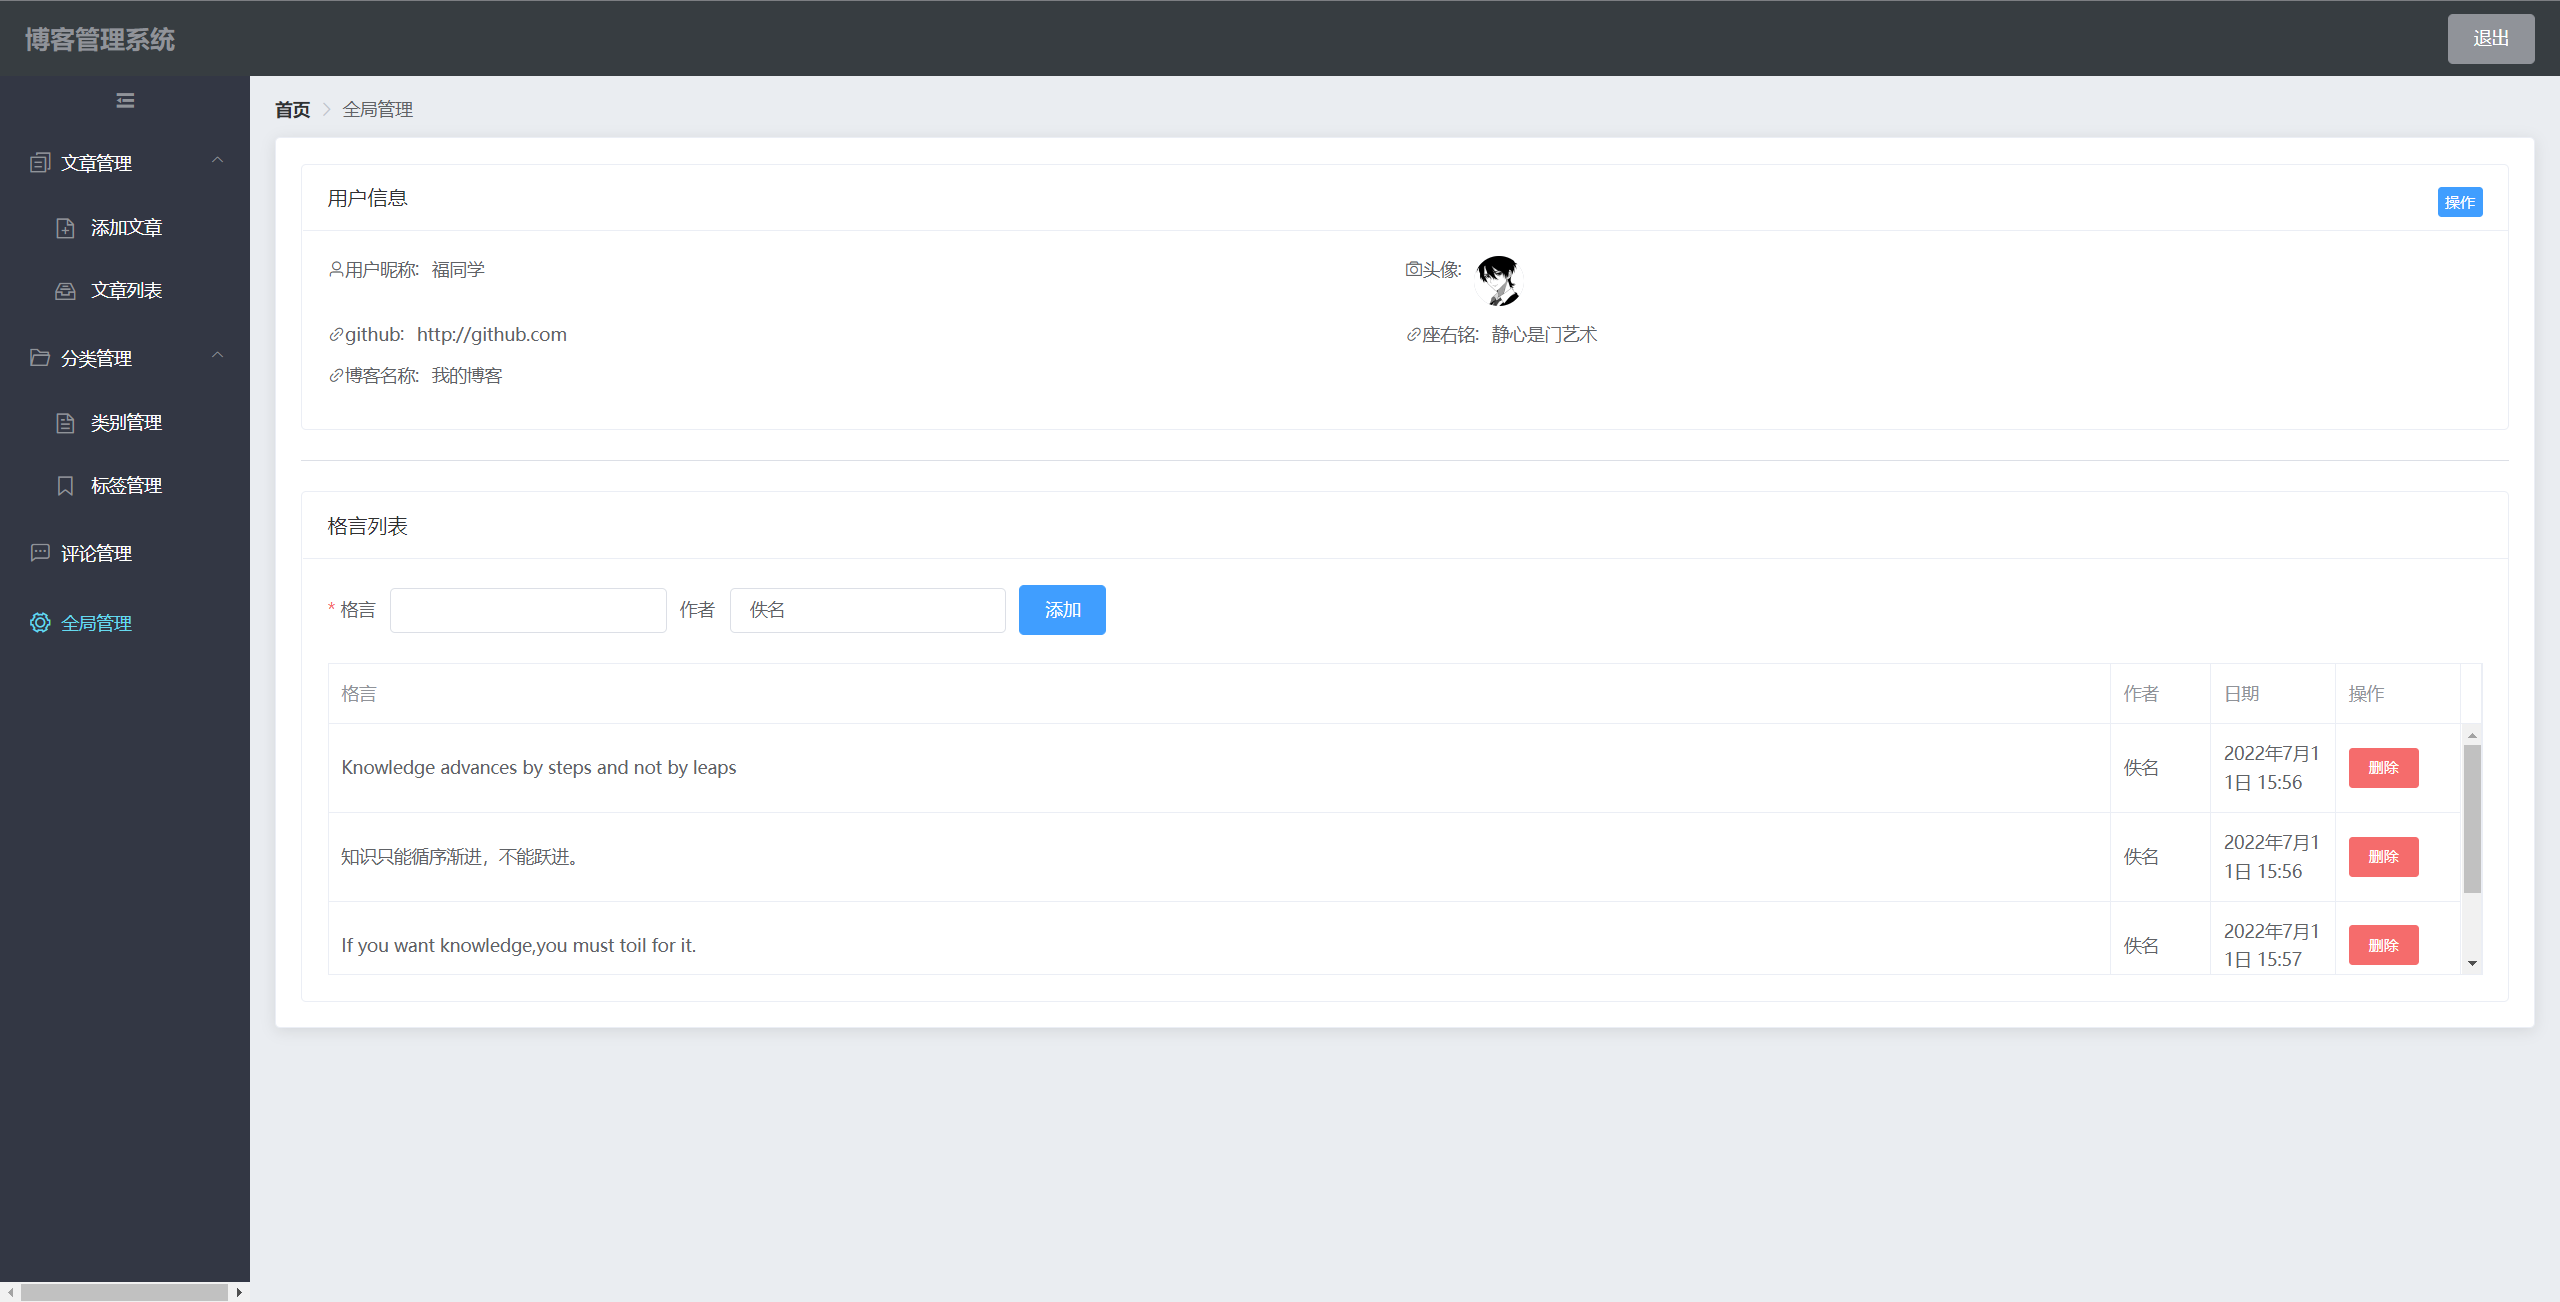 博客管理系统
退出
首页 > 全局管理
文章管理
添加文章
文章列表
分类管理
类别管理
标签管理
评论管理
全局管理
用户信息
操作
用户昵称: 福同学
头像:
github: http://github.com
座右铭: 静心是门艺术
博客名称: 我的博客
格言列表
* 格言
作者 佚名
添加
格言 作者 日期 操作
Knowledge advances by steps and not by leaps 佚名 2022年7月1
1日 15:56 删除
知识只能循序渐进，不能跃进。 佚名 2022年7月1
1日 15:56 删除
If you want knowledge,you must toil for it. 佚名 2022年7月1
1日 15:57 删除